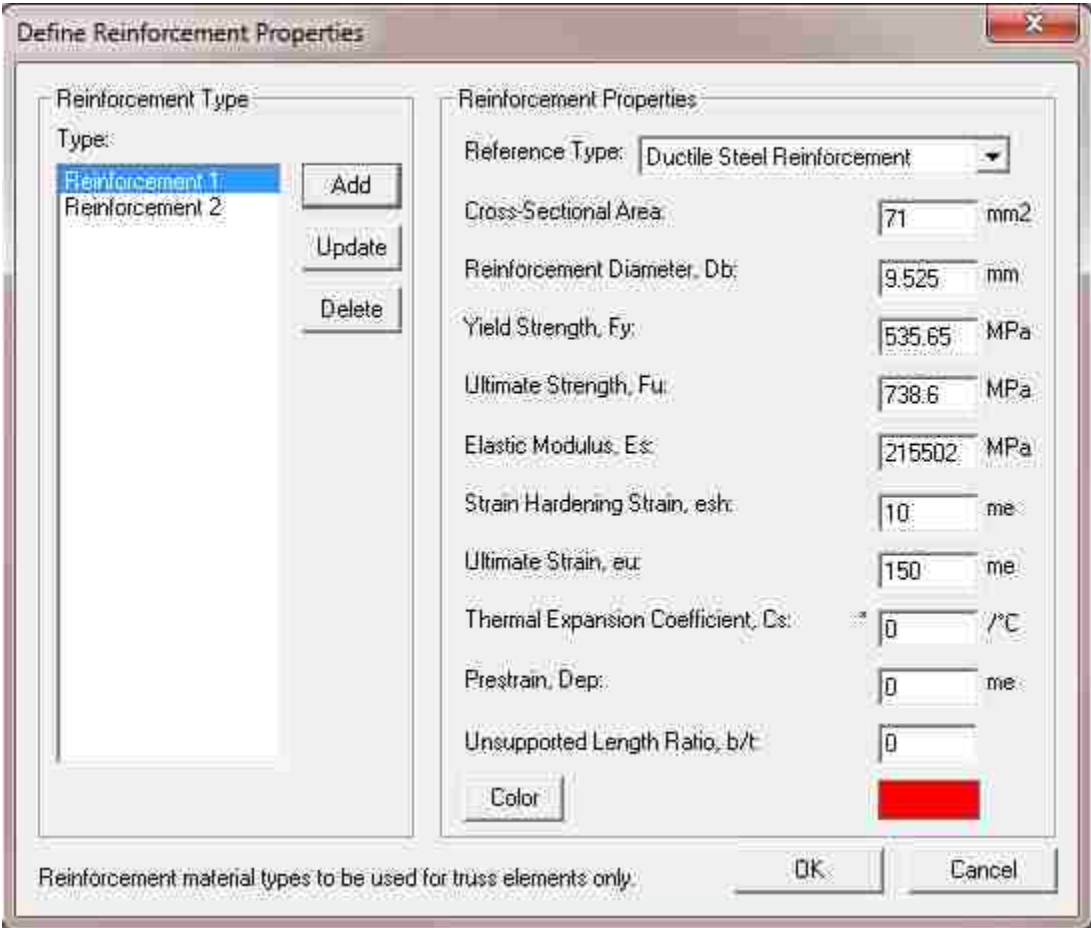 Define Reinforcement Properties
x
Reinforcement Type
Type:
Reinforcement 1
Reinforcement 2
Add
Update
Delete
Reinforcement Properties
Reference Type: Ductile Steel Reinforcement
Cross-Sectional Area: 71 mm2
Reinforcement Diameter, Db: 9.525 mm
Yield Strength, Fy: 535.65 MPa
Ultimate Strength, Fu: 738.6 MPa
Elastic Modulus, Es: 215502 MPa
Strain Hardening Strain, esh: 10 me
Ultimate Strain, eu: 150 me
Thermal Expansion Coefficient, Cs: * 0 /°C
Prestrain, Dep: 0 me
Unsupported Length Ratio, b/t: 0
Color
Reinforcement material types to be used for truss elements only.
OK
Cancel